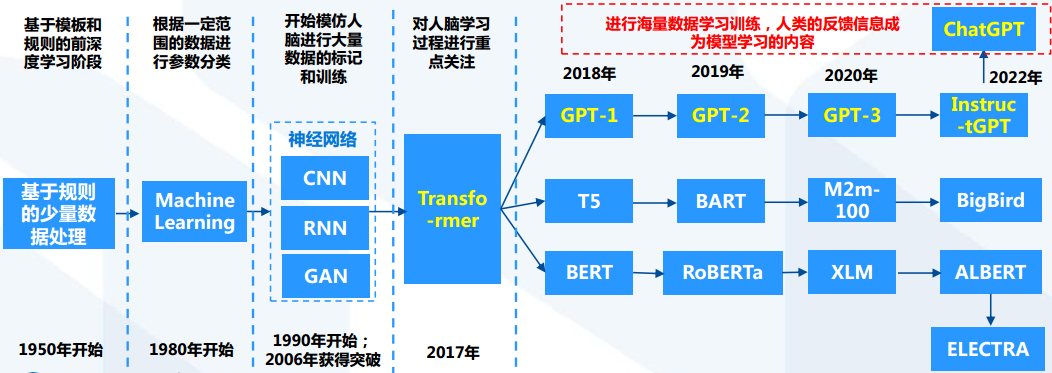 基于模板和
规则的前深
度学习阶段
根据一定范
围的数据进
行参数分类
开始模仿人
脑进行大量
数据的标记
和训练
对人脑学习
过程进行重
点关注
进行海量数据学习训练，人类的反馈信息成
为模型学习的内容
ChatGPT
2018年
2019年
2020年
2022年
GPT-1
GPT-2
GPT-3
Instruc
-tGPT
神经网络
CNN
RNN
GAN
基于规则
的少量数
据处理
Machine
Learning
Transfo
-rmer
T5
BART
M2m-
100
BigBird
BERT
RoBERTa
XLM
ALBERT
ELECTRA
1950年开始
1980年开始
1990年开始；
2006年获得突破
2017年